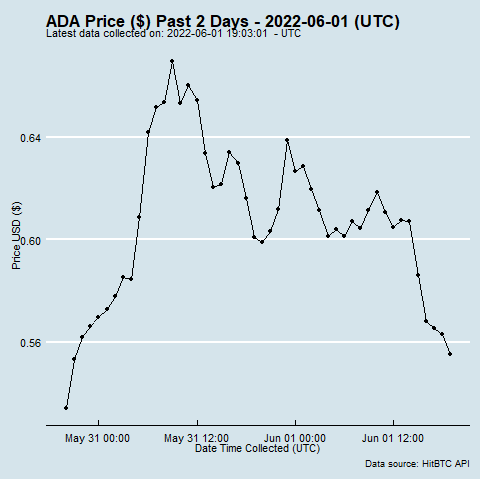 ADA Price ($) Past 2 Days - 2022-06-01 (UTC)
Latest data collected on: 2022-06-01 19:03:01 - UTC
Price USD ($)
0.64
0.60
0.56
May 31 00:00 May 31 12:00 Jun 01 00:00 Jun 01 12:00
Date Time Collected (UTC)
Data source: HitBTC API